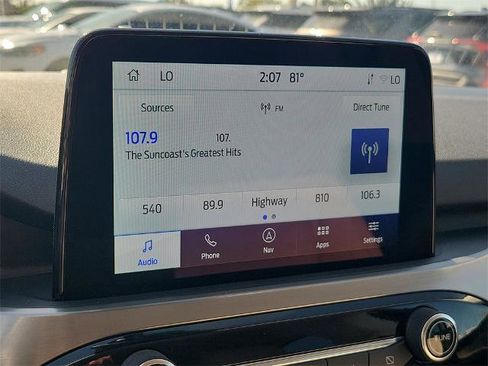 LO 2:07 81° LO
Sources FM Direct Tune
107.9 107.
The Suncoast's Greatest Hits
540 89.9 Highway 810 106.3
Audio Phone Nav Apps Settings
TUNE